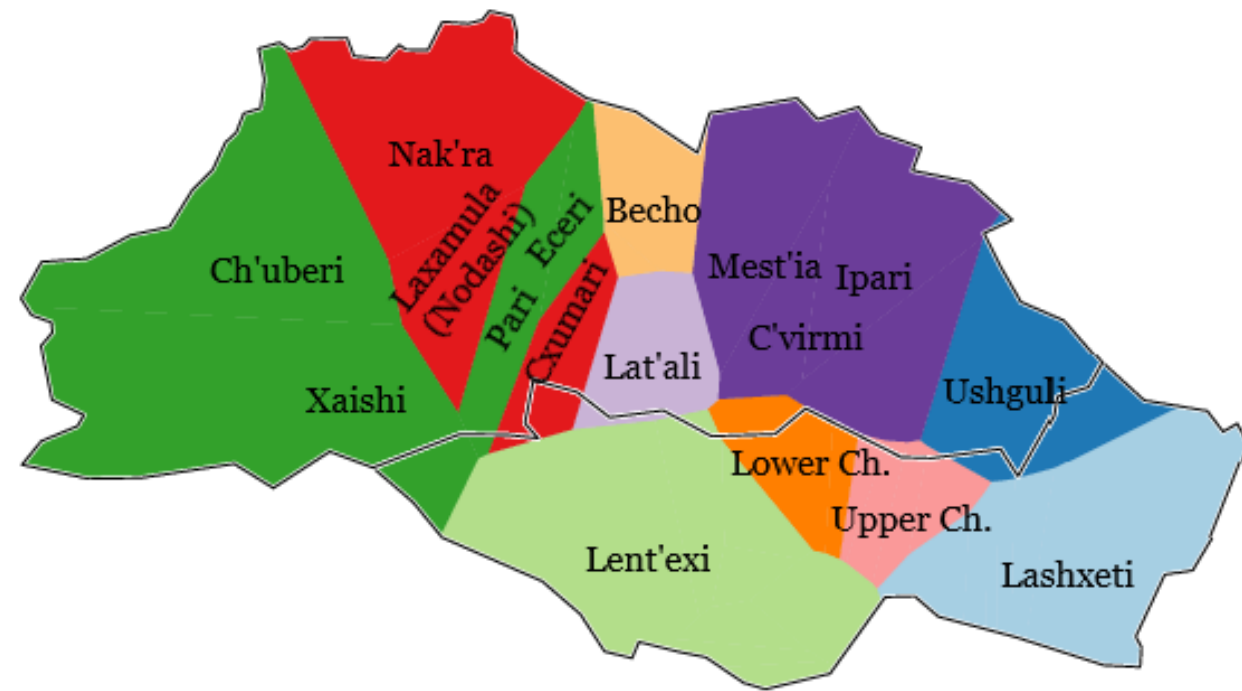 Nak'ra
Laxamula
(Nodashi)
Eceri
Becho
Ch'uberi
Mest'ia
Ipari
Pari
Cxumari
C'virmi
Lat'ali
Xaishi
Ushguli
Lower Ch.
Upper Ch.
Lent'exi
Lashxeti